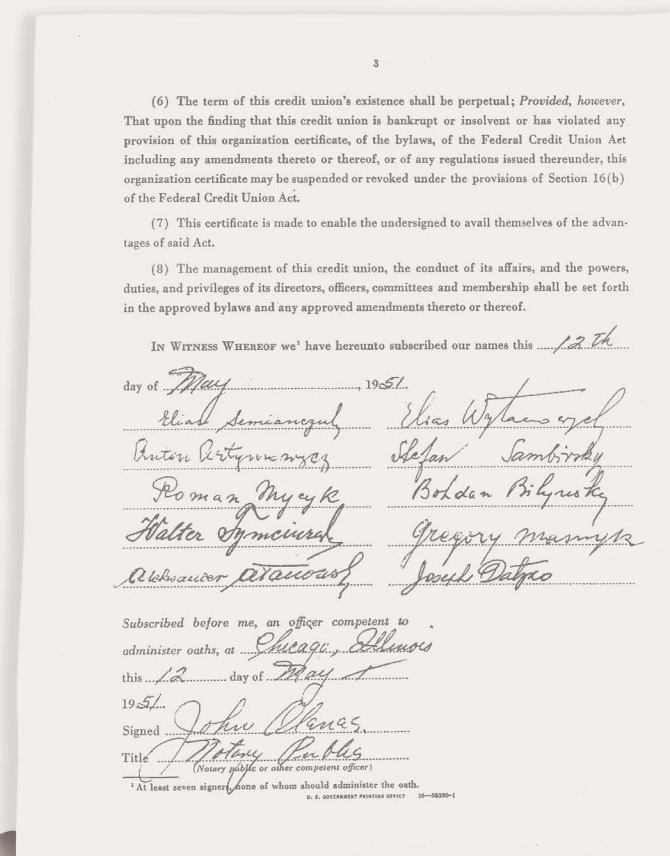 3
(6) The term of this credit union's existence shall be perpetual; Provided, however,
That upon the finding that this credit union is bankrupt or insolvent or has violated any
provision of this organization certificate, of the bylaws, of the Federal Credit Union Act
including any amendments thereto or thereof, or of any regulations issued thereunder, this
organization certificate may be suspended or revoked under the provisions of Section 16(b)
of the Federal Credit Union Act.
(7) This certificate is made to enable the undersigned to avail themselves of the advan-
tages of said Act.
(8) The management of this credit union, the conduct of its affairs, and the powers,
duties, and privileges of its directors, officers, committees and membership shall be set forth
in the approved bylaws and any approved amendments thereto or thereof.
IN WITNESS WHEREOF we¹ have hereunto subscribed our names this 12th
day of May, 1951.
Elias Semianczuk Elias
Anton Stefan Sambirsky
Roman Mycyk Bohdan
Walter Gregory Masnyk
Joseph
Subscribed before me, an officer competent to
administer oaths, at Chicago, Illinois
this 12 day of May
1951.
Signed John
Title Notary Public
(Notary public or other competent officer)
¹ At least seven signers, none of whom should administer the oath.
U. S. GOVERNMENT PRINTING OFFICE 16—58330-1